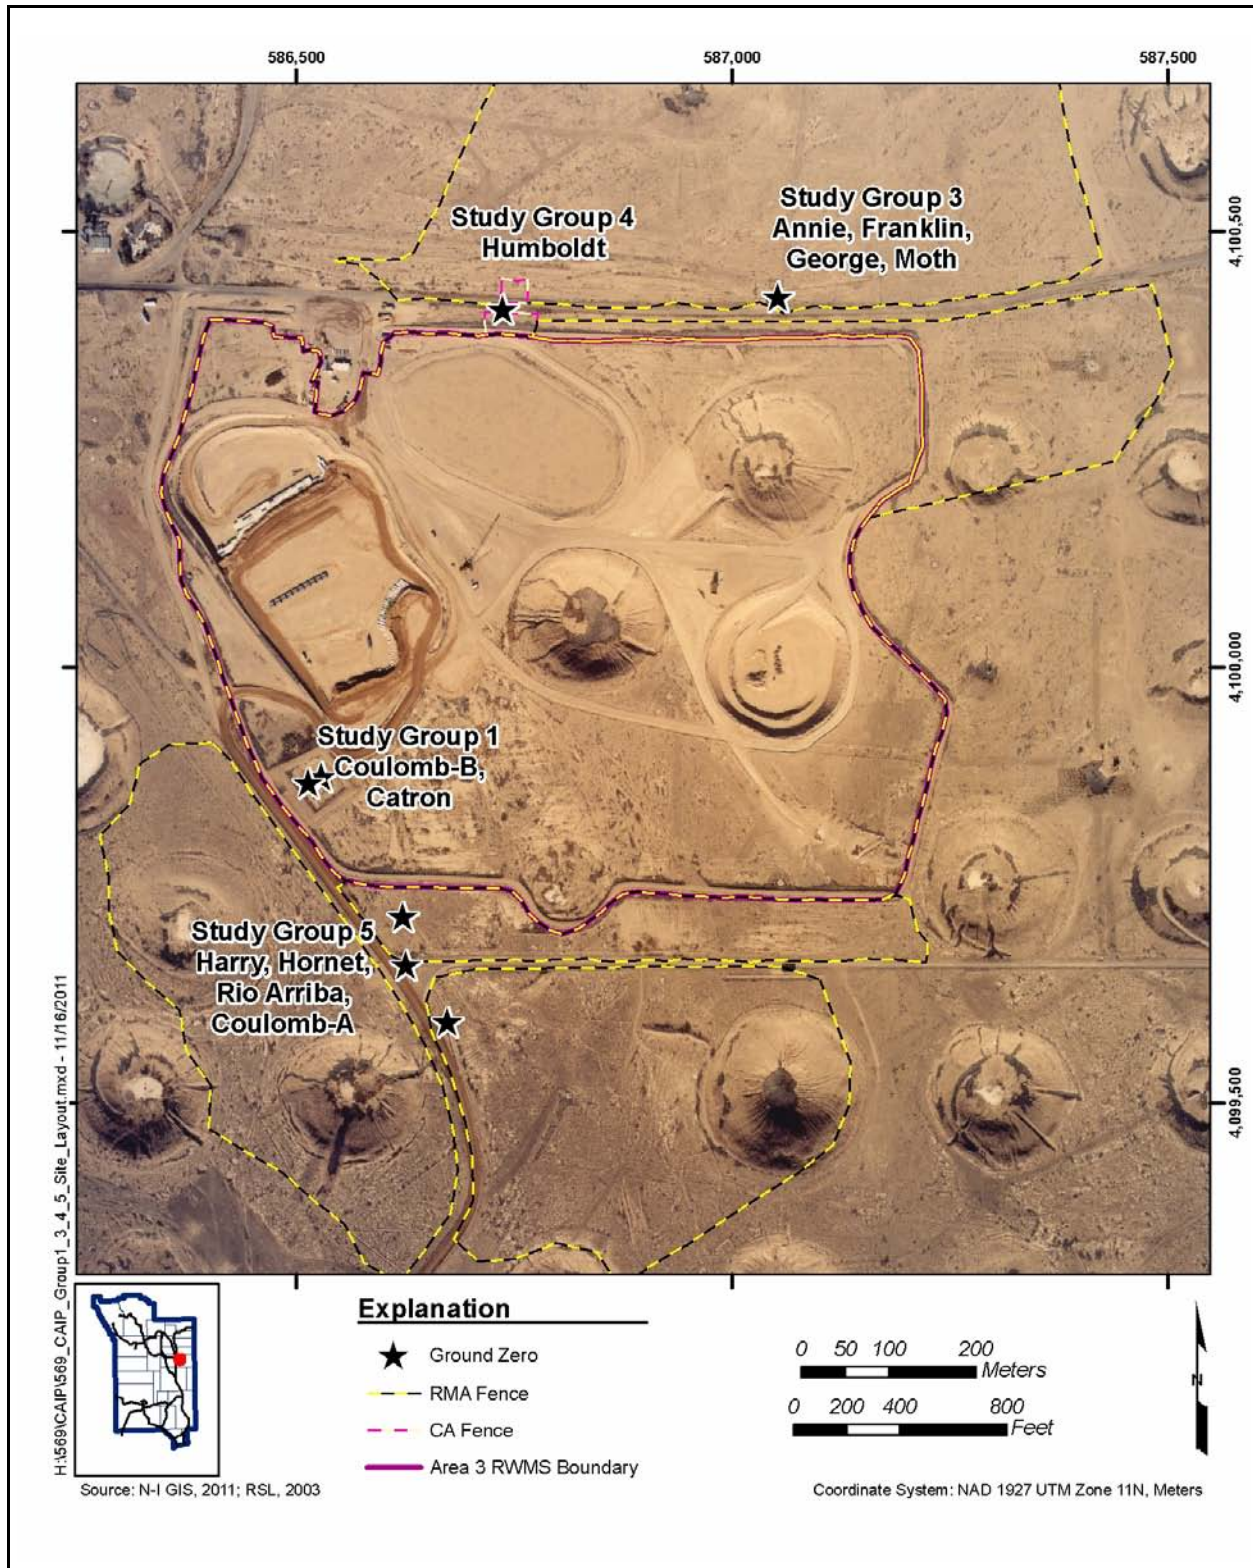 586,500
587,000
587,500
4,100,500
4,100,000
4,099,500
Study Group 4
Humboldt
Study Group 3
Annie, Franklin,
George, Moth
Study Group 1
Coulomb-B,
Catron
Study Group 5
Harry, Hornet,
Rio Arriba,
Coulomb-A
H:\569\CAIP\569_CAIP_Group1_3_4_5_Site_Layout.mxd - 11/16/2011
Explanation
Ground Zero
RMA Fence
CA Fence
Area 3 RWMS Boundary
0 50 100 200
Meters
0 200 400 800
Feet
N
Source: N-I GIS, 2011; RSL, 2003
Coordinate System: NAD 1927 UTM Zone 11N, Meters